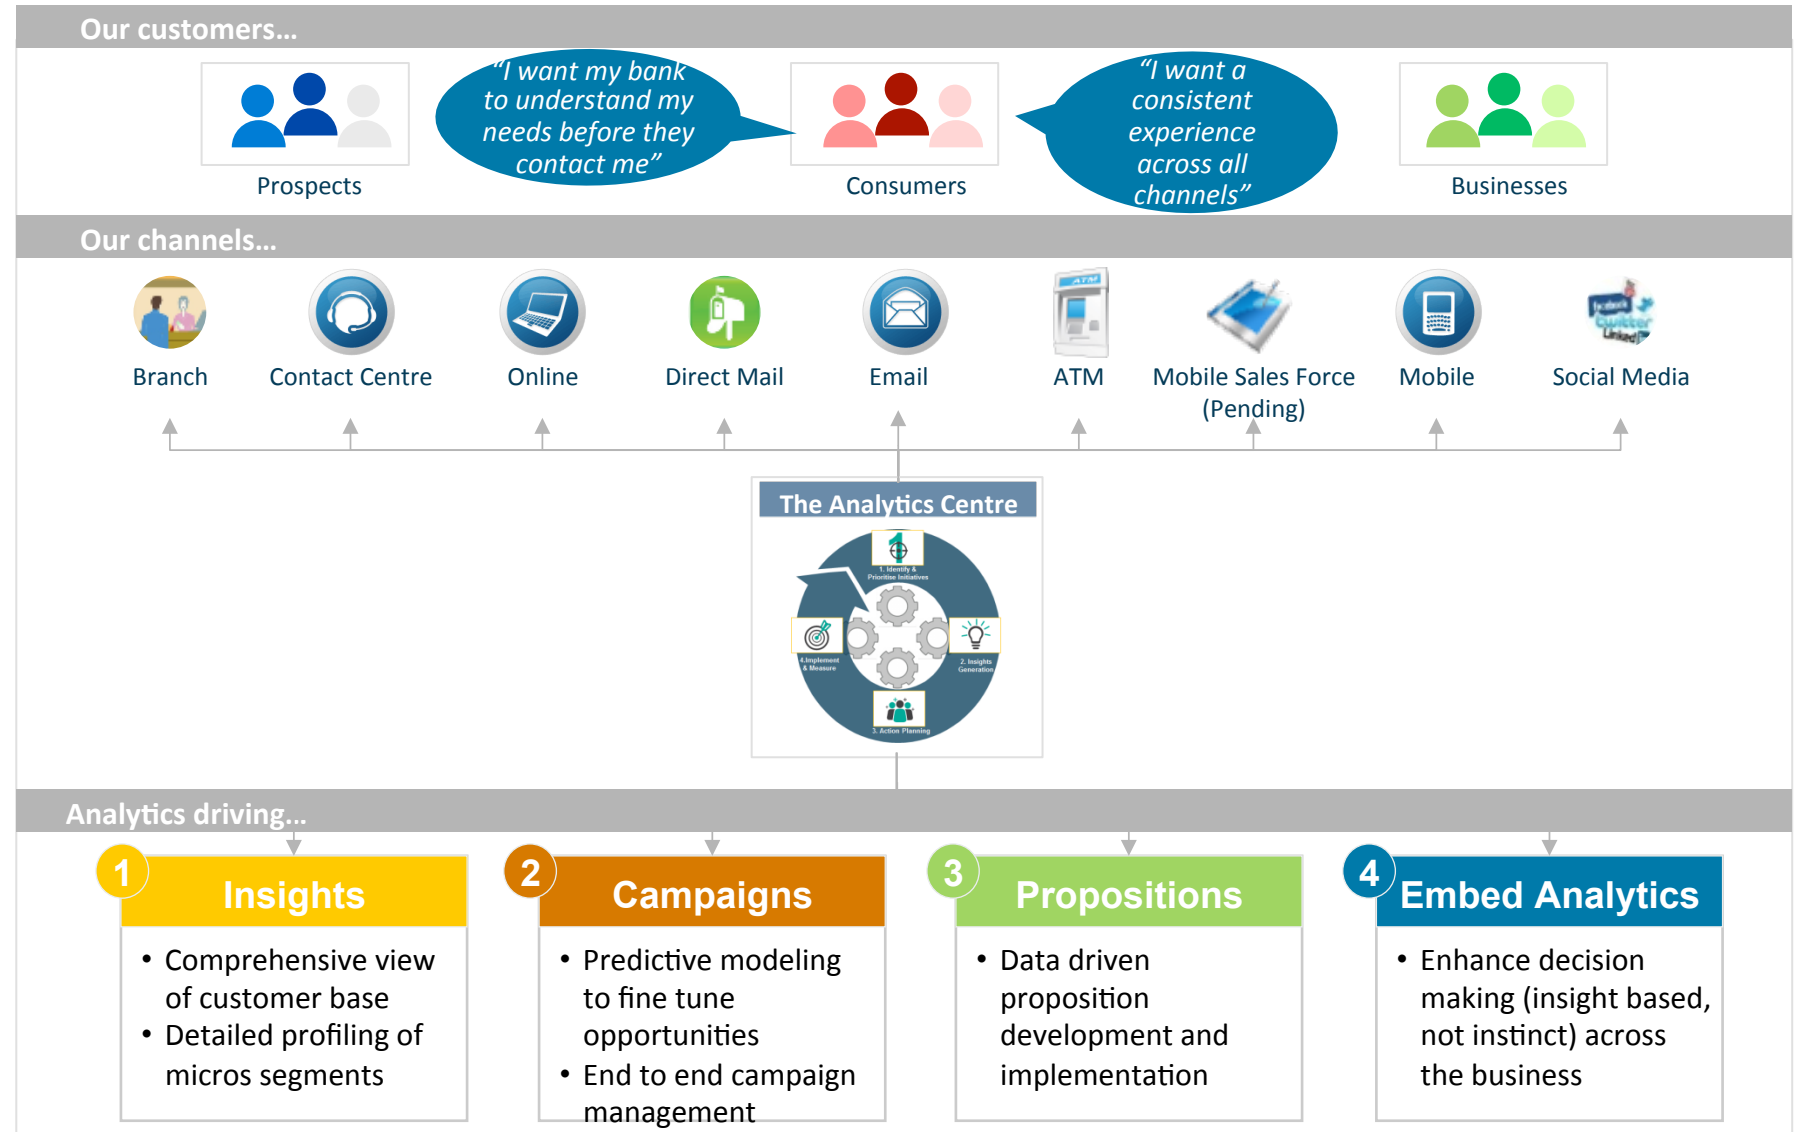 Our customers...
"I want my bank
to understand my
needs before they
contact me"
"I want a
consistent
experience
across all
channels"
Prospects
Consumers
Businesses
Our channels...
ATM
facebook
twitter
Linked
Branch
Contact Centre
Online
Direct Mail
Email
ATM
Mobile Sales Force
(Pending)
Mobile
Social Media
The Analytics Centre
1
1. Identify &
Prioritise Initiatives
4.Implement
& Measure
2. Insights
Generation
3. Action Planning
Analytics driving...
1
Insights
• Comprehensive view
of customer base
• Detailed profiling of
micros segments
2
Campaigns
• Predictive modeling
to fine tune
opportunities
• End to end campaign
management
3
Propositions
• Data driven
proposition
development and
implementation
4
Embed Analytics
• Enhance decision
making (insight based,
not instinct) across
the business